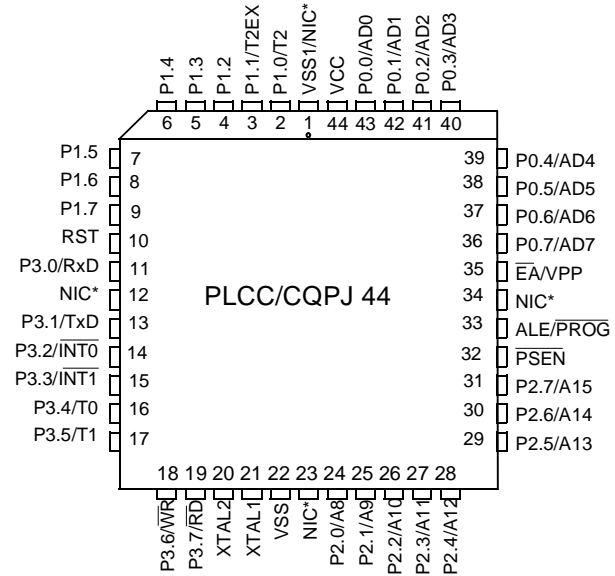 P1.4
P1.3
P1.2
P1.1/T2EX
P1.0/T2
VSS1/NIC*
VCC
P0.0/AD0
P0.1/AD1
P0.2/AD2
P0.3/AD3
6 5 4 3 2 1 44 43 42 41 40
P1.5 7
P1.6 8
P1.7 9
RST 10
P3.0/RxD 11
NIC* 12
P3.1/TxD 13
P3.2/I̅N̅T̅0̅ 14
P3.3/I̅N̅T̅1̅ 15
P3.4/T0 16
P3.5/T1 17
PLCC/CQPJ 44
39 P0.4/AD4
38 P0.5/AD5
37 P0.6/AD6
36 P0.7/AD7
35 E̅A̅/VPP
34 NIC*
33 ALE/P̅R̅O̅G̅
32 P̅S̅E̅N̅
31 P2.7/A15
30 P2.6/A14
29 P2.5/A13
18 19 20 21 22 23 24 25 26 27 28
P3.6/W̅R̅
P3.7/R̅D̅
XTAL2
XTAL1
VSS
NIC*
P2.0/A8
P2.1/A9
P2.2/A10
P2.3/A11
P2.4/A12